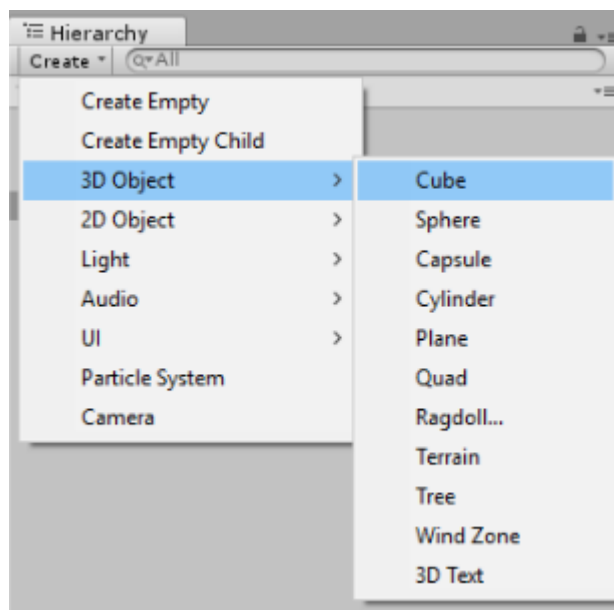 Hierarchy
Create
All
Create Empty
Create Empty Child
3D Object
2D Object
Light
Audio
UI
Particle System
Camera
Cube
Sphere
Capsule
Cylinder
Plane
Quad
Ragdoll...
Terrain
Tree
Wind Zone
3D Text